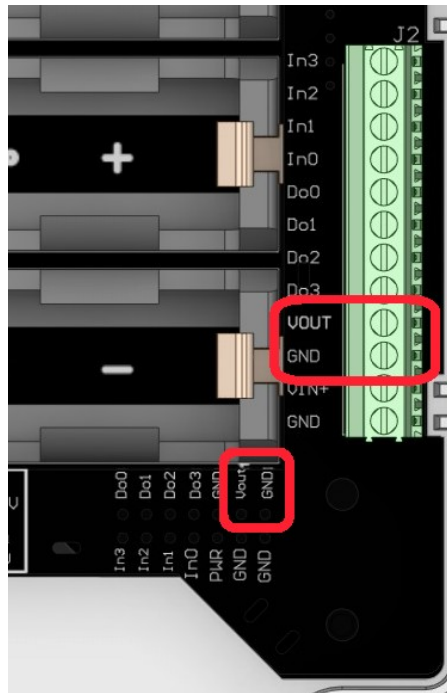 J2
In3
In2
In1
In0
Do0
Do1
Do2
Do3
VOUT
GND
VIN+
GND
Do0 Do1 Do2 Do3 GND Vout GND
In3 In2 In1 In0 PWR GND GND